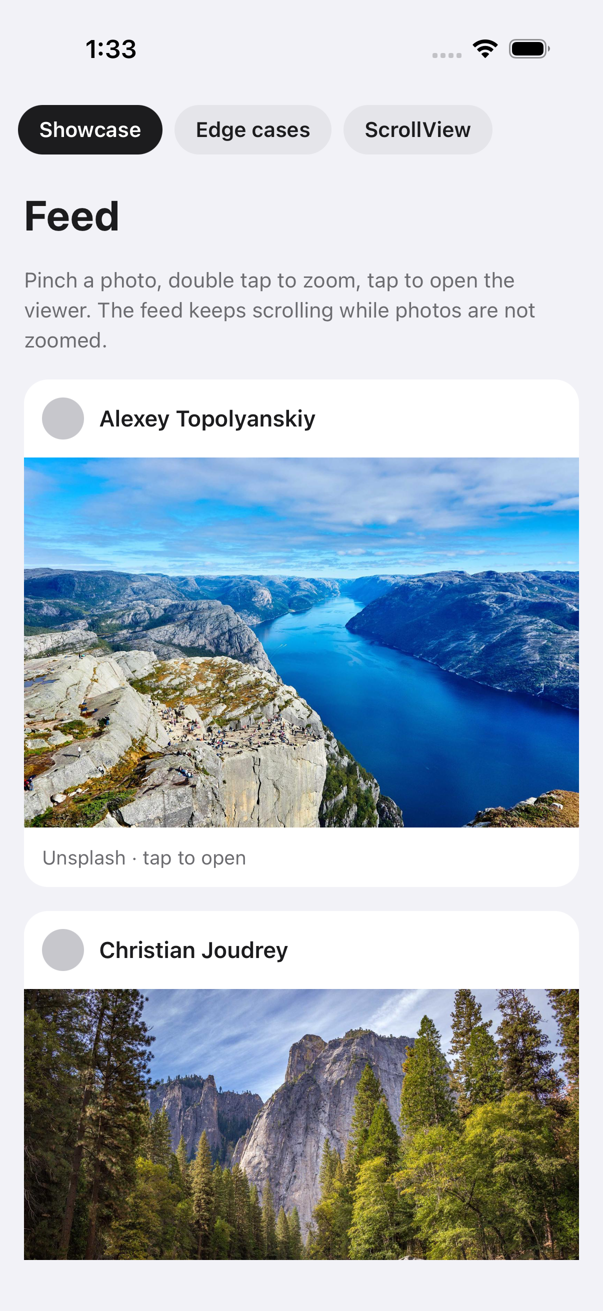 1:33
Showcase
Edge cases
ScrollView
Feed
Pinch a photo, double tap to zoom, tap to open the
viewer. The feed keeps scrolling while photos are not
zoomed.
Alexey Topolyanskiy
Unsplash · tap to open
Christian Joudrey